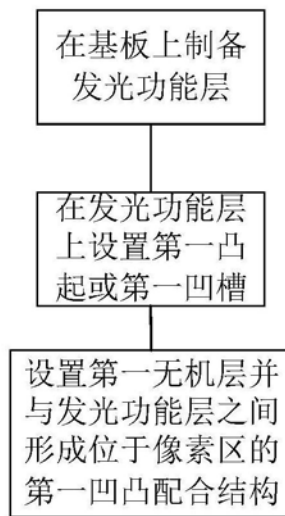 在基板上制备
发光功能层
在发光功能层
上设置第一凸
起或第一凹槽
设置第一无机层并
与发光功能层之间
形成位于像素区的
第一凹凸配合结构